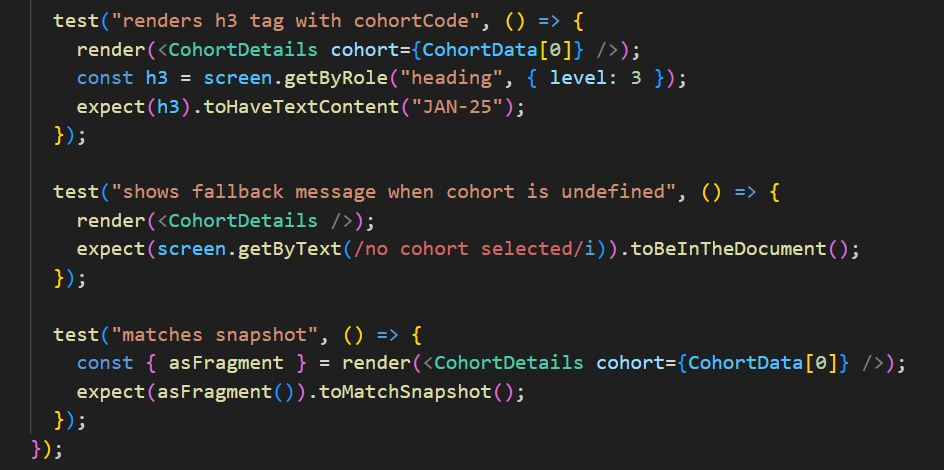 test("renders h3 tag with cohortCode", () => {
render(<CohortDetails cohort={CohortData[0]} />);
const h3 = screen.getByRole("heading", { level: 3 });
expect(h3).toHaveTextContent("JAN-25");
});
test("shows fallback message when cohort is undefined", () => {
render(<CohortDetails />);
expect(screen.getByText(/no cohort selected/i)).toBeInTheDocument();
});
test("matches snapshot", () => {
const { asFragment } = render(<CohortDetails cohort={CohortData[0]} />);
expect(asFragment()).toMatchSnapshot();
});
});